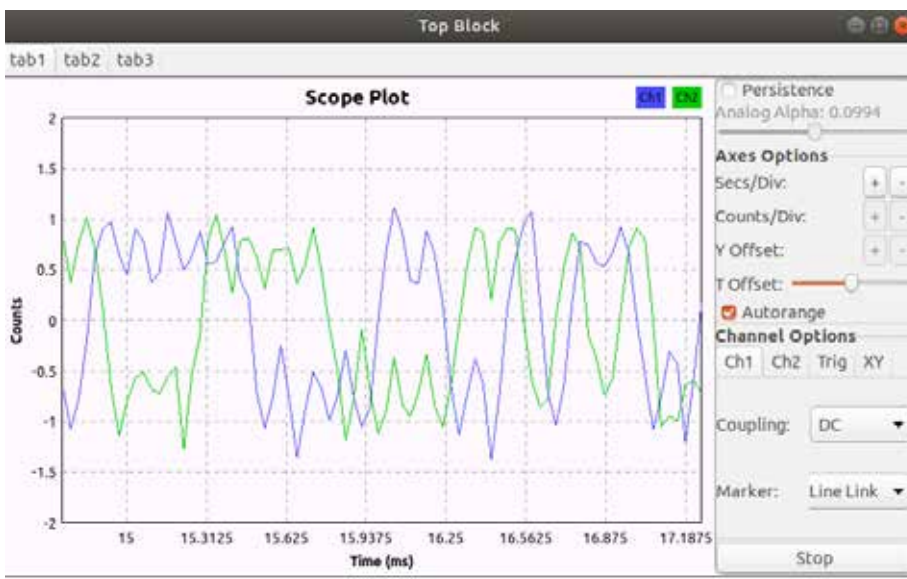 Top Block
tab1 tab2 tab3
Scope Plot
Ch1 Ch2
Persistence
Analog Alpha: 0.0994
Axes Options
Secs/Div: + -
Counts/Div: + -
Y Offset: + -
T Offset:
Autorange
Channel Options
Ch1 Ch2 Trig XY
Coupling: DC
Marker: Line Link
Stop
Counts
2
1.5
1
0.5
0
-0.5
-1
-1.5
-2
15 15.3125 15.625 15.9375 16.25 16.5625 16.875 17.1875
Time (ms)